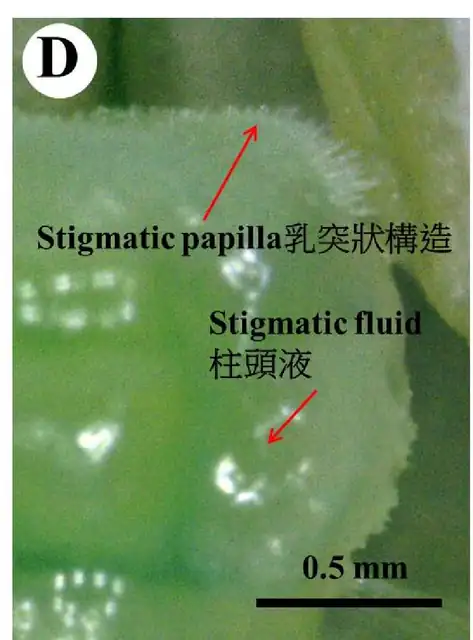 D
Stigmatic papilla乳突狀構造
Stigmatic fluid
柱頭液
0.5 mm